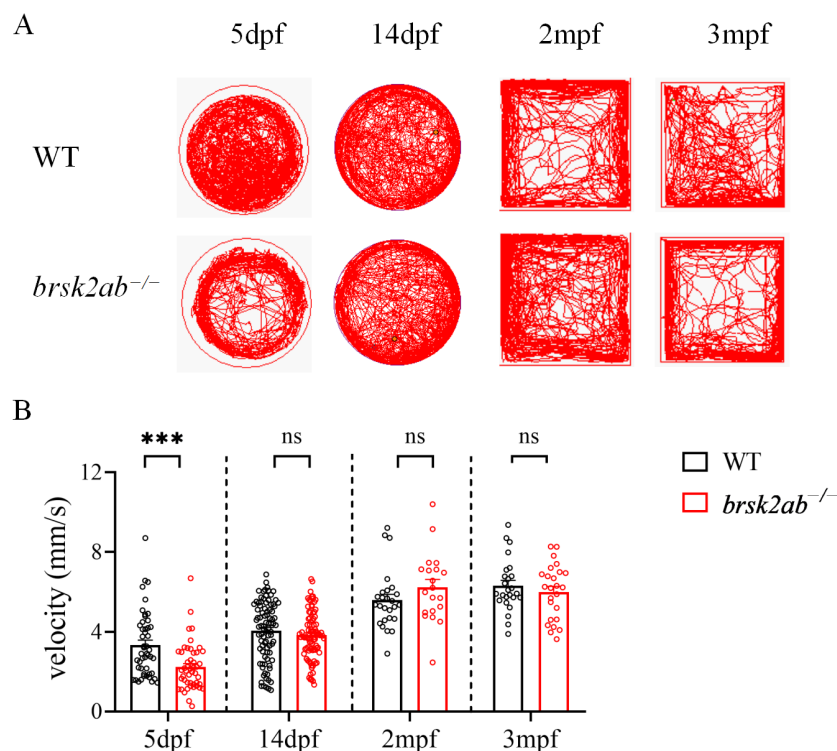 A
5dpf 14dpf 2mpf 3mpf
WT
brsk2ab⁻/⁻
B
*** ns ns ns
WT
brsk2ab⁻/⁻
velocity (mm/s)
12
8
4
0
5dpf 14dpf 2mpf 3mpf